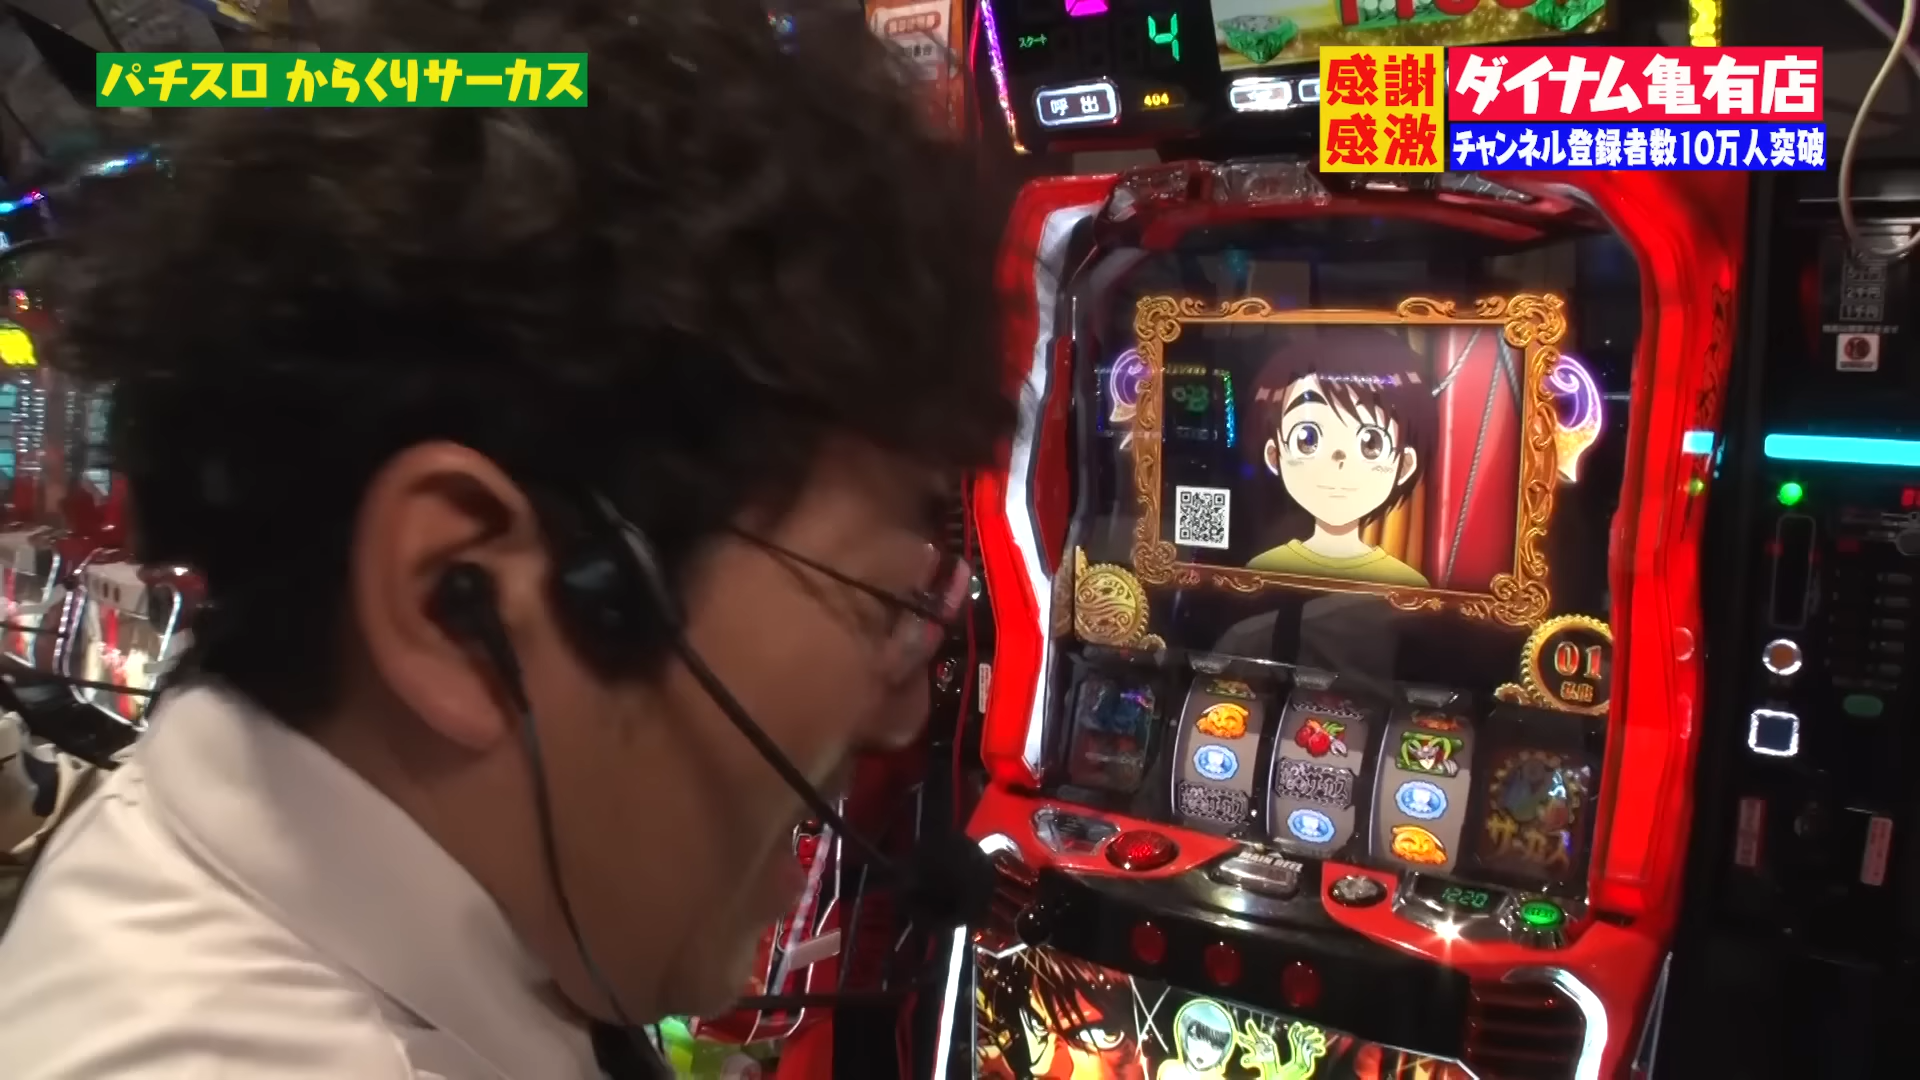 パチスロ からくりサーカス
感謝
感激
ダイナム亀有店
チャンネル登録者数10万人突破
スタート
4
呼出
404
01
サーカス
MAIN REEL
1220